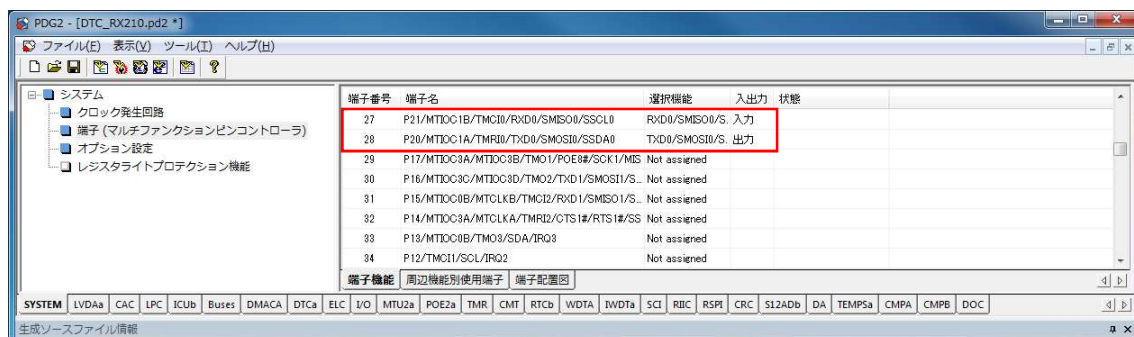 PDG2 - [DTC_RX210.pd2 *]
ファイル(F) 表示(V) ツール(T) ヘルプ(H)
システム
クロック発生回路
端子 (マルチファンクションピンコントローラ)
オプション設定
レジスタライトプロテクション機能
端子番号 端子名 選択機能 入出力 状態
27 P21/MTIOC1B/TMCI0/RXD0/SMISO0/SSCL0 RXD0/SMISO0/S. 入力
28 P20/MTIOC1A/TMRI0/TXD0/SMOSI0/SSDA0 TXD0/SMOSI0/S. 出力
29 P17/MTIOC3A/MTIOC3B/TMO1/POE8#/SCK1/MIS Not assigned
30 P16/MTIOC3C/MTIOC3D/TMO2/TXD1/SMOSI1/S... Not assigned
31 P15/MTIOC0B/MTCLKB/TMCI2/RXD1/SMISO1/S... Not assigned
32 P14/MTIOC3A/MTCLKA/TMRI2/CTS1#/RTS1#/SS Not assigned
33 P13/MTIOC0B/TMO3/SDA/IRQ3 Not assigned
34 P12/TMCI1/SCL/IRQ2 Not assigned
端子機能 周辺機能別使用端子 端子配置図
SYSTEM LVDAa CAC LPC ICUb Buses DMACA DTCa ELC I/O MTU2a POE2a TMR CMT RTCb WDTA IWDTa SCI RIIC RSPI CRC S12ADb DA TEMPSa CMPA CMPB DOC
生成ソースファイル情報